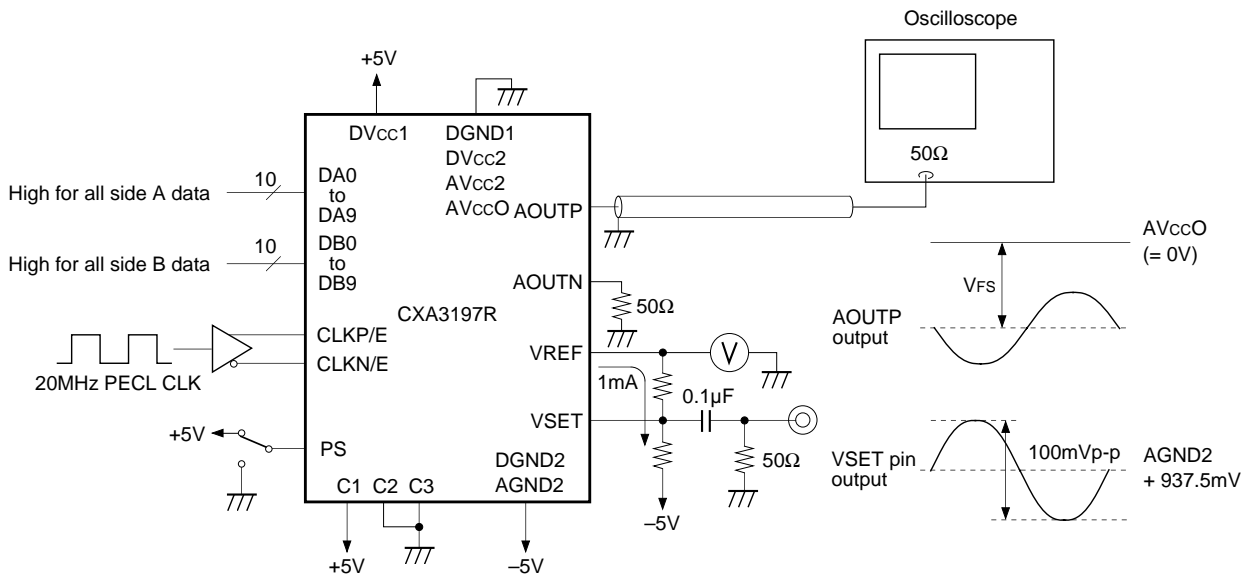 Oscilloscope
+5V
DVCC1
DGND1
DVCC2
AVCC2
AVCCO
50Ω
High for all side A data
10
DA0
to
DA9
AOUTP
High for all side B data
10
DB0
to
DB9
AVCCO
(= 0V)
VFS
AOUTN
50Ω
CXA3197R
AOUTP
output
CLKP/E
CLKN/E
20MHz PECL CLK
VREF
V
1mA
0.1µF
VSET
+5V
PS
50Ω
DGND2
AGND2
–5V
C1
C2
C3
+5V
–5V
VSET pin
output
100mVp-p
AGND2
+ 937.5mV